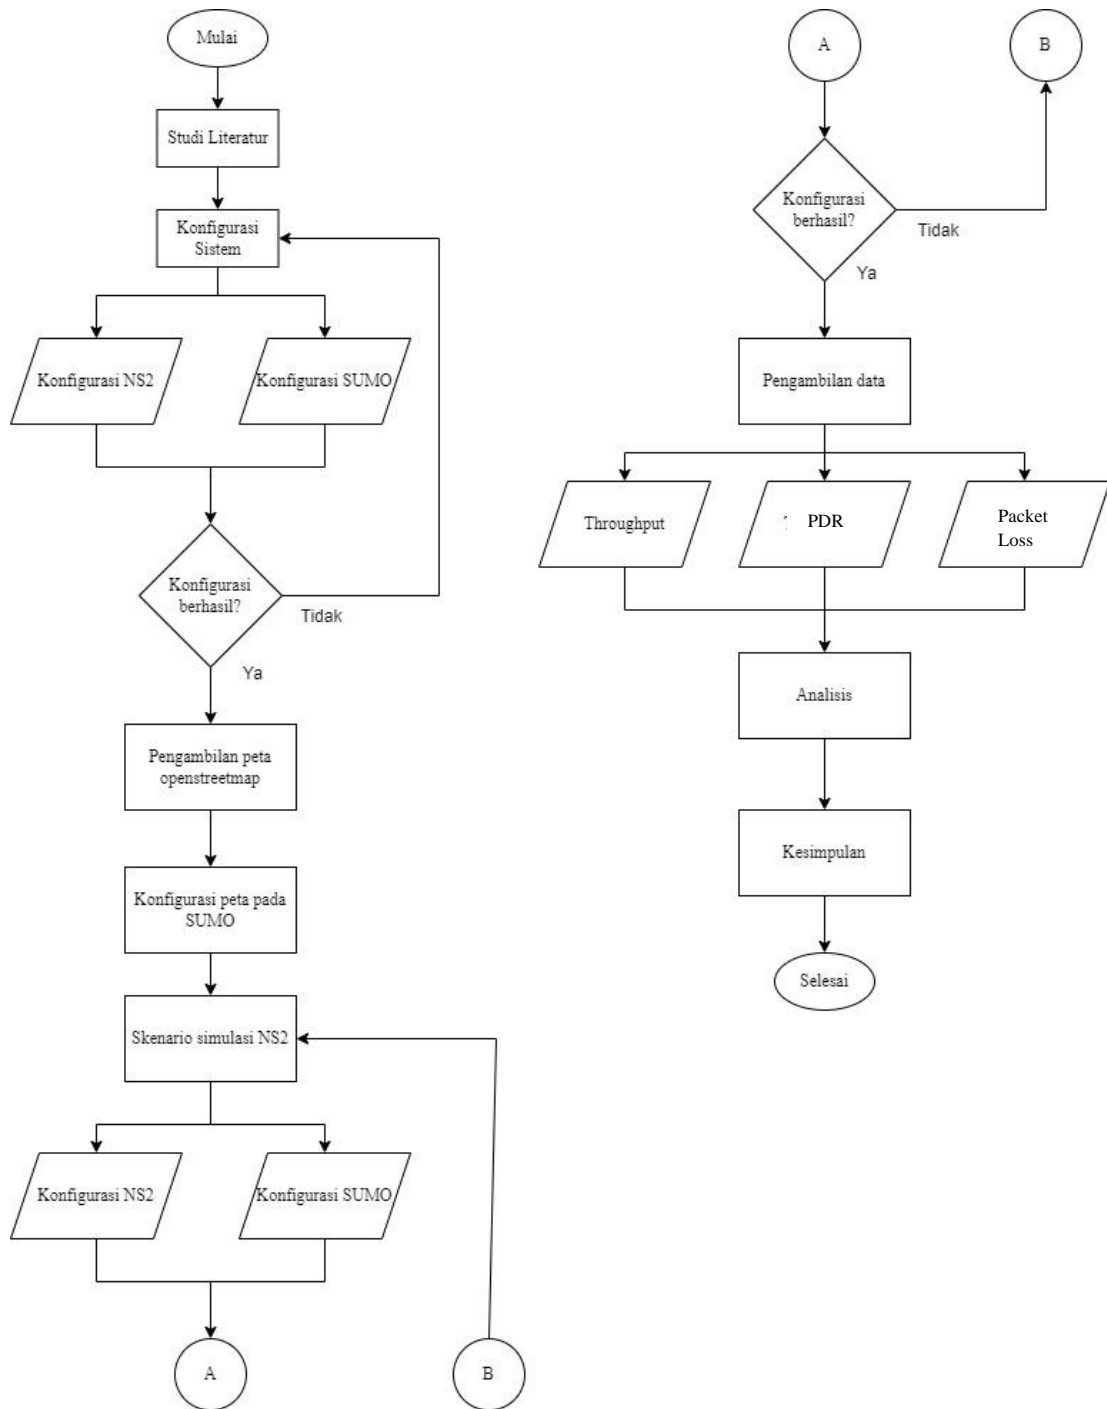 Mulai
Studi Literatur
Konfigurasi
Sistem
Konfigurasi NS2
Konfigurasi SUMO
Konfigurasi
berhasil?
Tidak
Ya
Pengambilan peta
openstreetmap
Konfigurasi peta pada
SUMO
Skenario simulasi NS2
Konfigurasi NS2
Konfigurasi SUMO
A
B
A
B
Konfigurasi
berhasil?
Tidak
Ya
Pengambilan data
Throughput
PDR
Packet
Loss
Analisis
Kesimpulan
Selesai